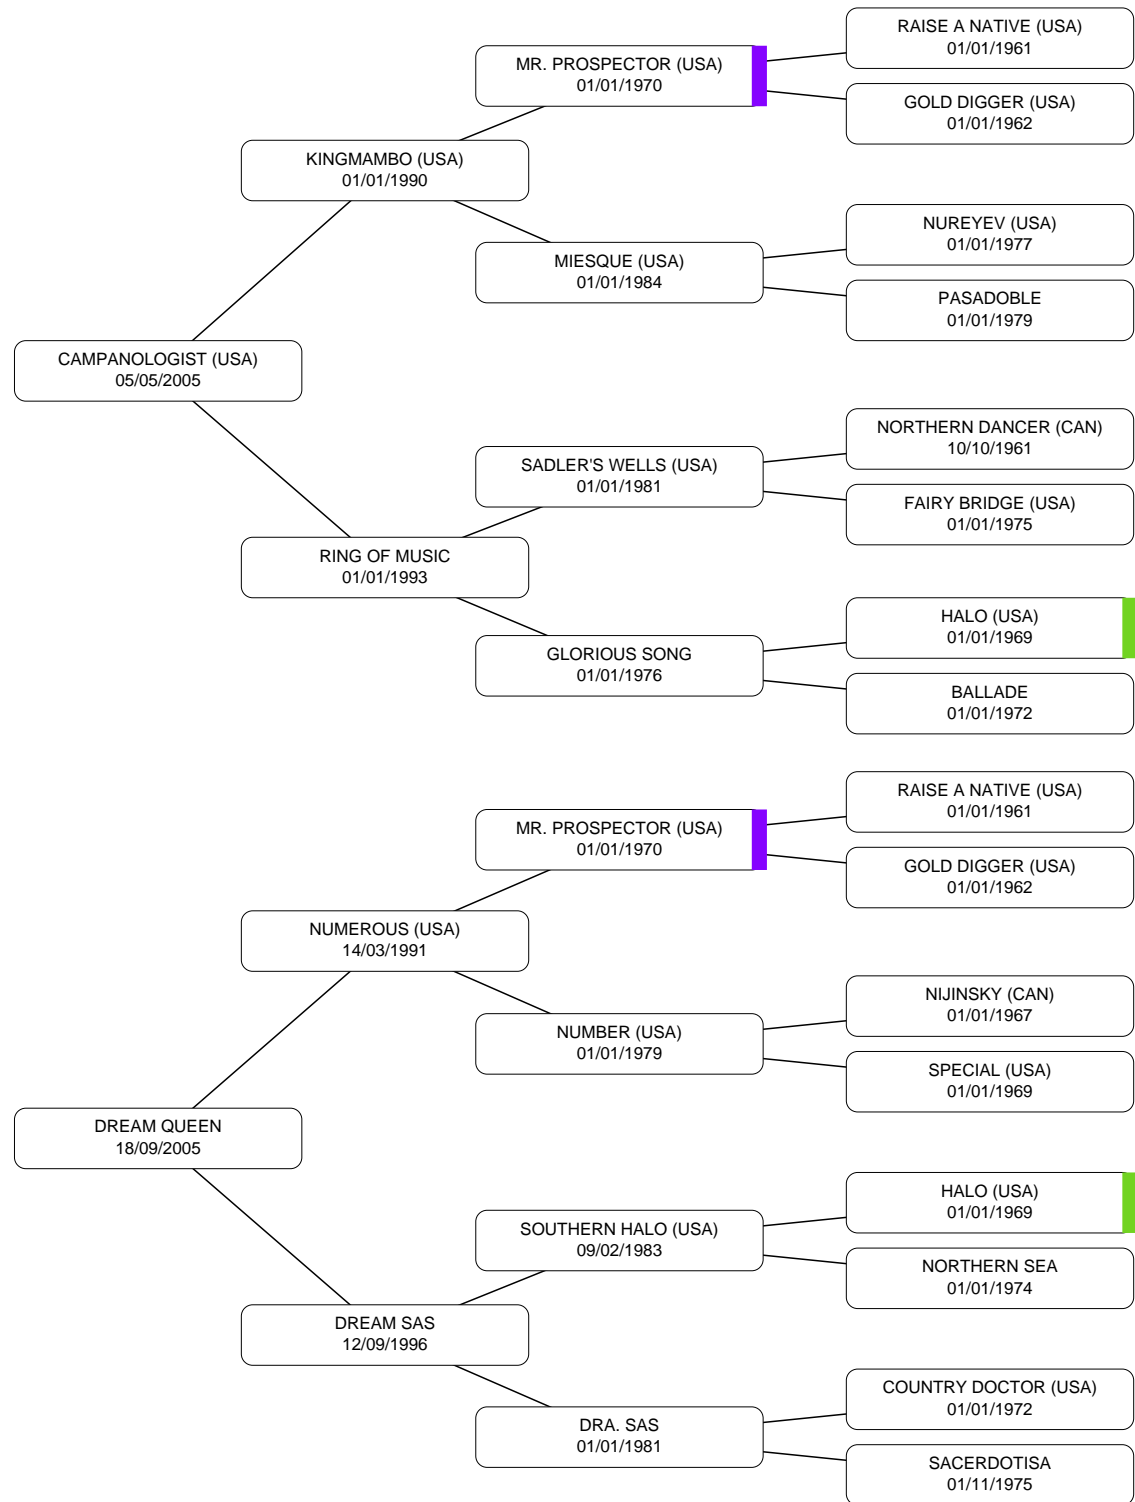 RAISE A NATIVE (USA)
01/01/1961
MR. PROSPECTOR (USA)
01/01/1970
GOLD DIGGER (USA)
01/01/1962
KINGMAMBO (USA)
01/01/1990
NUREYEV (USA)
01/01/1977
MIESQUE (USA)
01/01/1984
PASADOBLE
01/01/1979
CAMPANOLOGIST (USA)
05/05/2005
NORTHERN DANCER (CAN)
10/10/1961
SADLER'S WELLS (USA)
01/01/1981
FAIRY BRIDGE (USA)
01/01/1975
RING OF MUSIC
01/01/1993
HALO (USA)
01/01/1969
GLORIOUS SONG
01/01/1976
BALLADE
01/01/1972
RAISE A NATIVE (USA)
01/01/1961
MR. PROSPECTOR (USA)
01/01/1970
GOLD DIGGER (USA)
01/01/1962
NUMEROUS (USA)
14/03/1991
NIJINSKY (CAN)
01/01/1967
NUMBER (USA)
01/01/1979
SPECIAL (USA)
01/01/1969
DREAM QUEEN
18/09/2005
HALO (USA)
01/01/1969
SOUTHERN HALO (USA)
09/02/1983
NORTHERN SEA
01/01/1974
DREAM SAS
12/09/1996
COUNTRY DOCTOR (USA)
01/01/1972
DRA. SAS
01/01/1981
SACERDOTISA
01/11/1975